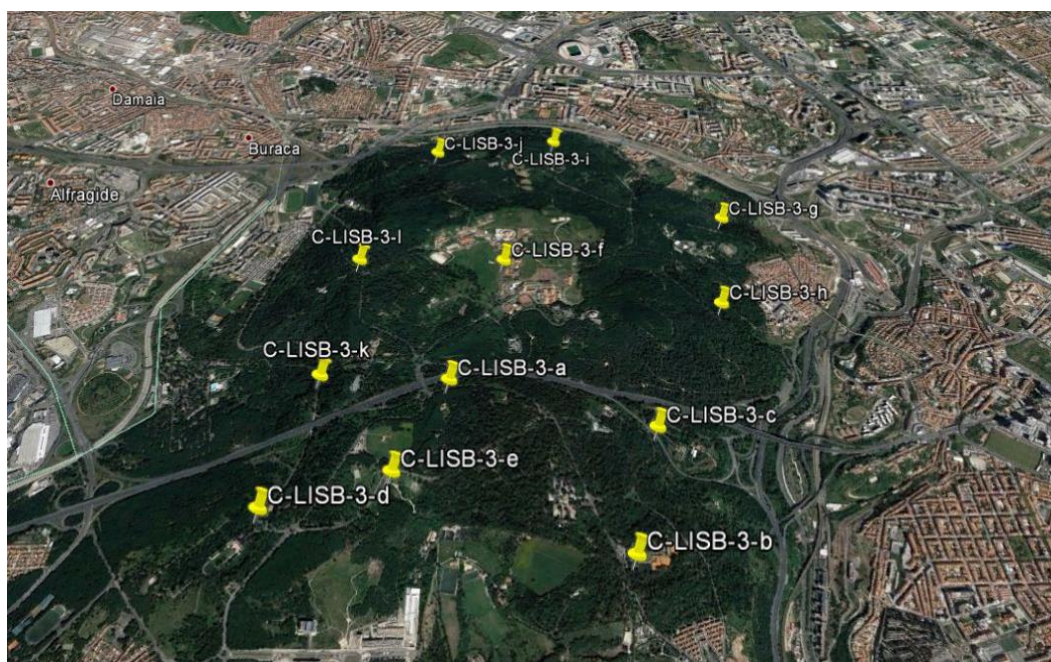 Damaia
Buraca
C-LISB-3-j
C-LISB-3-i
Alfragide
C-LISB-3-g
C-LISB-3-l
C-LISB-3-f
C-LISB-3-h
C-LISB-3-k
C-LISB-3-a
C-LISB-3-c
C-LISB-3-e
C-LISB-3-d
C-LISB-3-b